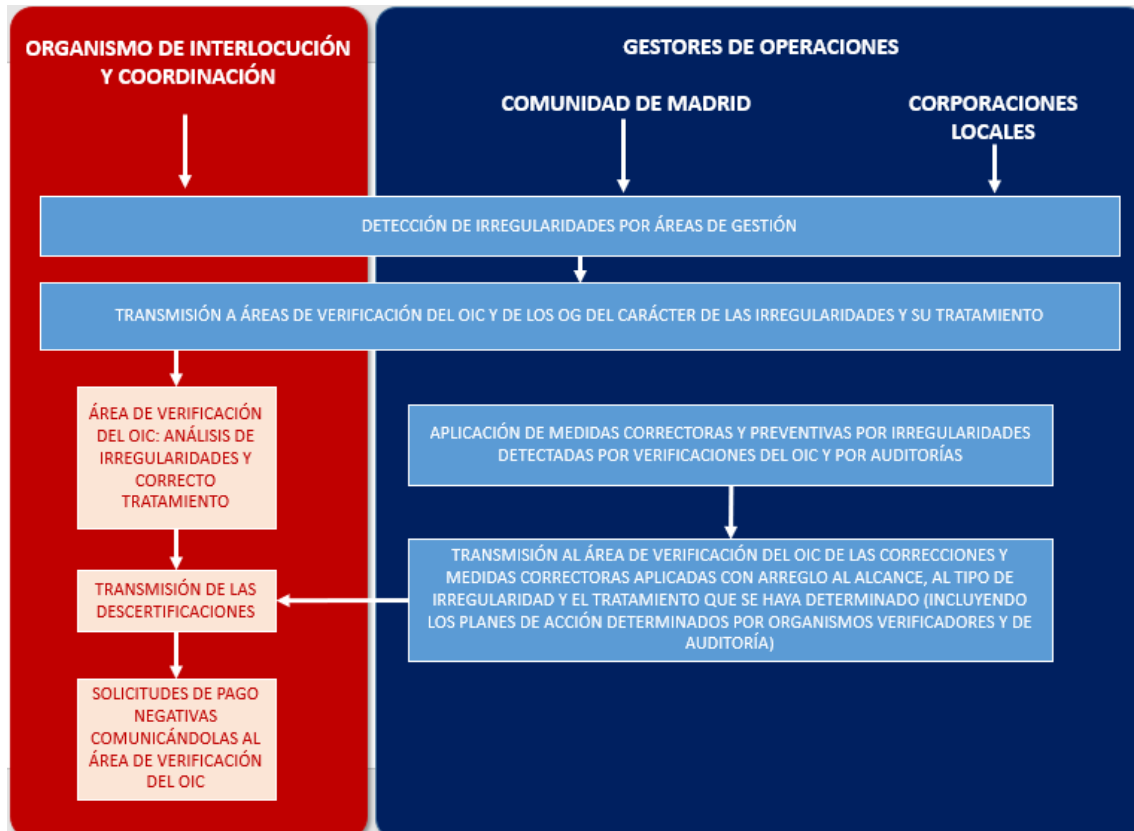 ORGANISMO DE INTERLOCUCIÓN
Y COORDINACIÓN
GESTORES DE OPERACIONES
COMUNIDAD DE MADRID
CORPORACIONES
LOCALES
DETECCIÓN DE IRREGULARIDADES POR ÁREAS DE GESTIÓN
TRANSMISIÓN A ÁREAS DE VERIFICACIÓN DEL OIC Y DE LOS OG DEL CARÁCTER DE LAS IRREGULARIDADES Y SU TRATAMIENTO
ÁREA DE VERIFICACIÓN
DEL OIC: ANÁLISIS DE
IRREGULARIDADES Y
CORRECTO
TRATAMIENTO
APLICACIÓN DE MEDIDAS CORRECTORAS Y PREVENTIVAS POR IRREGULARIDADES
DETECTADAS POR VERIFICACIONES DEL OIC Y POR AUDITORÍAS
TRANSMISIÓN DE LAS
DESCERTIFICACIONES
TRANSMISIÓN AL ÁREA DE VERIFICACIÓN DEL OIC DE LAS CORRECCIONES Y
MEDIDAS CORRECTORAS APLICADAS CON ARREGLO AL ALCANCE, AL TIPO DE
IRREGULARIDAD Y EL TRATAMIENTO QUE SE HAYA DETERMINADO (INCLUYENDO
LOS PLANES DE ACCIÓN DETERMINADOS POR ORGANISMOS VERIFICADORES Y DE
AUDITORÍA)
SOLICITUDES DE PAGO
NEGATIVAS
COMUNICÁNDOLAS AL
ÁREA DE VERIFICACIÓN
DEL OIC